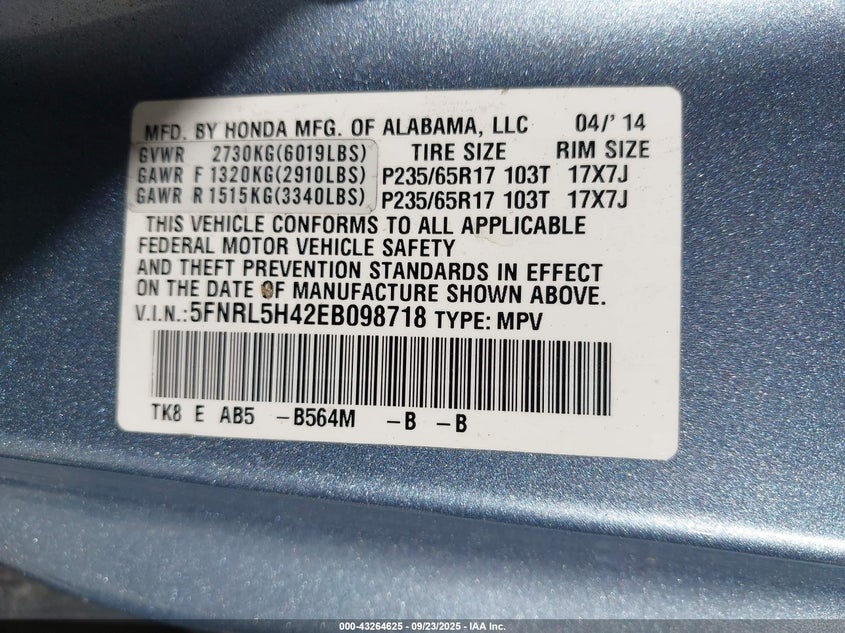 MFD. BY HONDA MFG. OF ALABAMA, LLC 04/' 14
GVWR 2730KG(6019LBS) TIRE SIZE RIM SIZE
GAWR F 1320KG(2910LBS) P235/65R17 103T 17X7J
GAWR R 1515KG(3340LBS) P235/65R17 103T 17X7J
THIS VEHICLE CONFORMS TO ALL APPLICABLE
FEDERAL MOTOR VEHICLE SAFETY
AND THEFT PREVENTION STANDARDS IN EFFECT
ON THE DATE OF MANUFACTURE SHOWN ABOVE.
V.I.N.:5FNRL5H42EB098718 TYPE: MPV
TK8 E AB5 -B564M -B -B
000-43264625 - 09/23/2025 - IAA Inc.